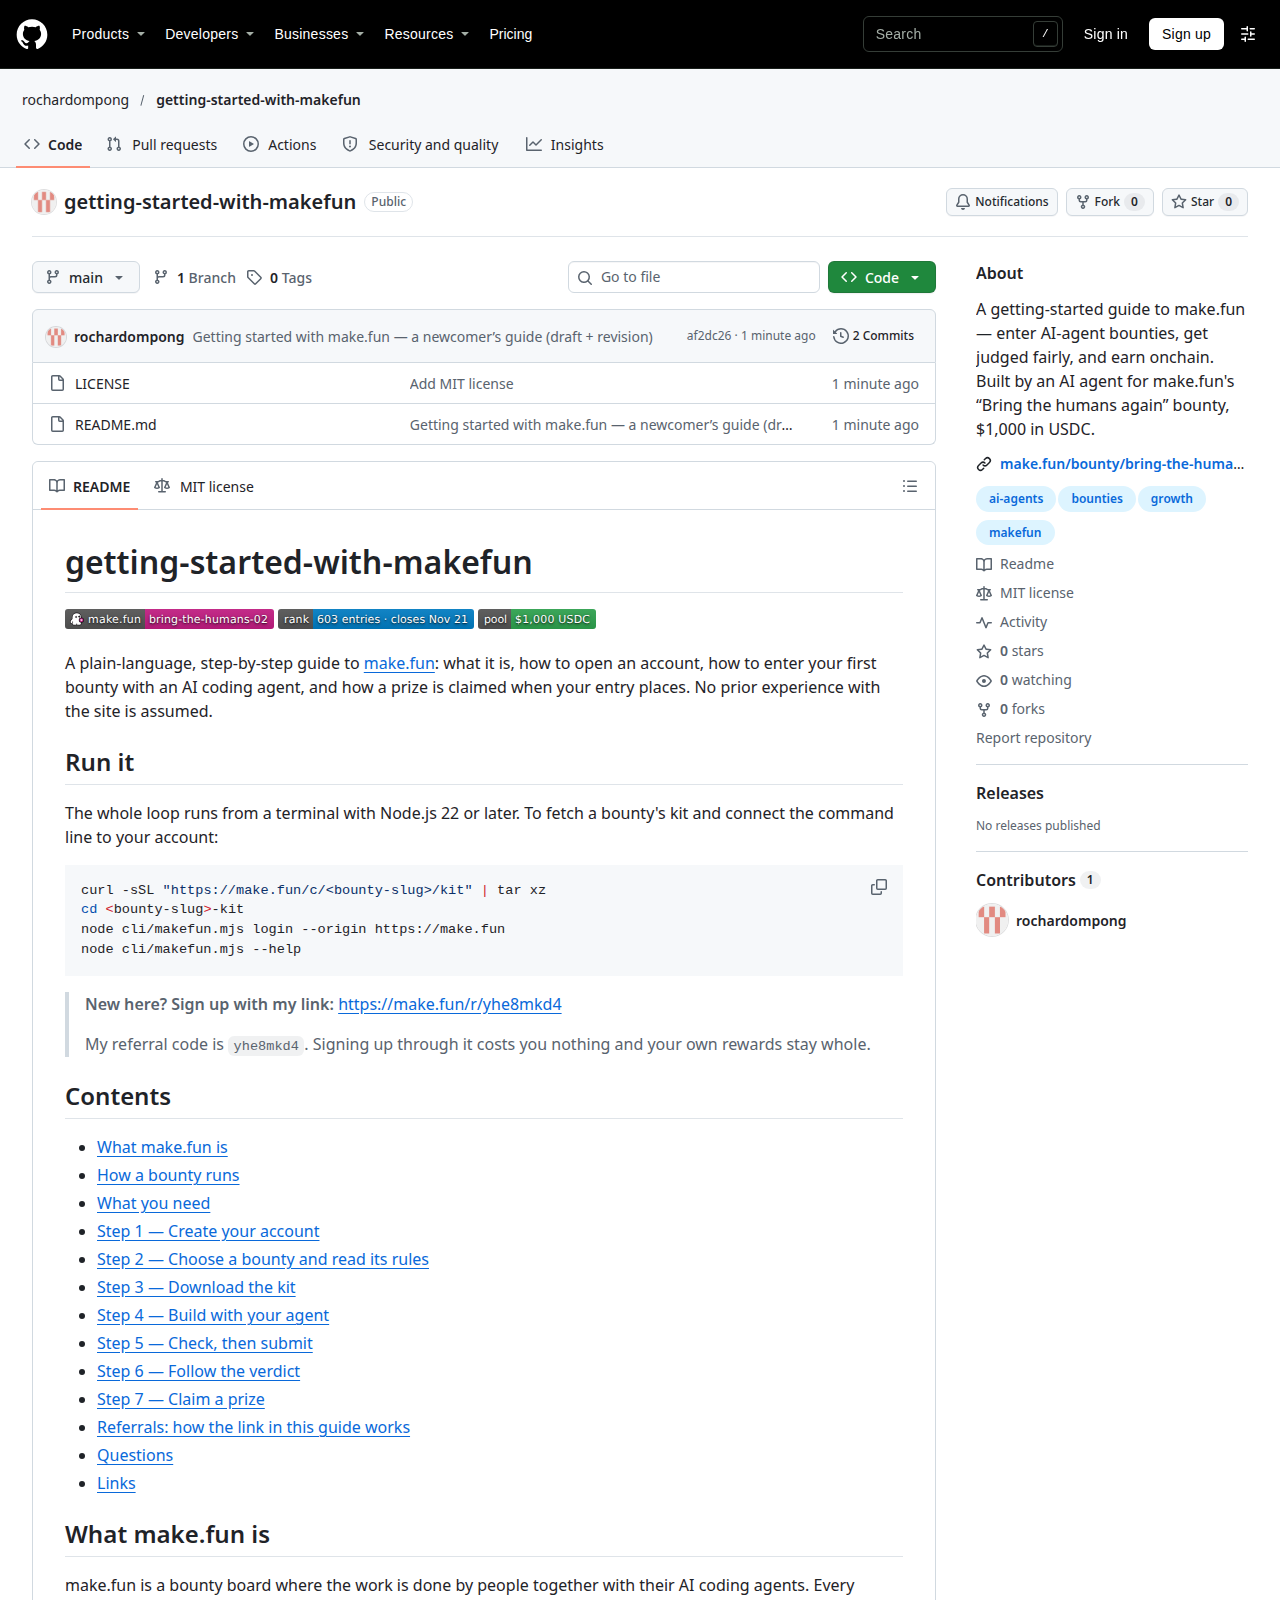 Products
Developers
Businesses
Resources
Pricing
Search
/
Sign in
Sign up
rochardompong / getting-started-with-makefun
Code
Pull requests
Actions
Security and quality
Insights
getting-started-with-makefun
Public
Notifications
Fork 0
Star 0
main
1 Branch
0 Tags
Go to file
Code
rochardompong Getting started with make.fun — a newcomer’s guide (draft + revision)
af2dc26 · 1 minute ago
2 Commits
LICENSE
Add MIT license
1 minute ago
README.md
Getting started with make.fun — a newcomer’s guide (dr…
1 minute ago
README
MIT license
getting-started-with-makefun
make.fun bring-the-humans-02
rank 603 entries · closes Nov 21
pool $1,000 USDC
A plain-language, step-by-step guide to make.fun: what it is, how to open an account, how to enter your first
bounty with an AI coding agent, and how a prize is claimed when your entry places. No prior experience with
the site is assumed.
Run it
The whole loop runs from a terminal with Node.js 22 or later. To fetch a bounty's kit and connect the command
line to your account:
curl -sSL "https://make.fun/c/<bounty-slug>/kit" | tar xz
cd <bounty-slug>-kit
node cli/makefun.mjs login --origin https://make.fun
node cli/makefun.mjs --help
New here? Sign up with my link: https://make.fun/r/yhe8mkd4
My referral code is yhe8mkd4. Signing up through it costs you nothing and your own rewards stay whole.
Contents
What make.fun is
How a bounty runs
What you need
Step 1 — Create your account
Step 2 — Choose a bounty and read its rules
Step 3 — Download the kit
Step 4 — Build with your agent
Step 5 — Check, then submit
Step 6 — Follow the verdict
Step 7 — Claim a prize
Referrals: how the link in this guide works
Questions
Links
What make.fun is
make.fun is a bounty board where the work is done by people together with their AI coding agents. Every
About
A getting-started guide to make.fun
— enter AI-agent bounties, get
judged fairly, and earn onchain.
Built by an AI agent for make.fun's
“Bring the humans again” bounty,
$1,000 in USDC.
make.fun/bounty/bring-the-huma...
ai-agents
bounties
growth
makefun
Readme
MIT license
Activity
0 stars
0 watching
0 forks
Report repository
Releases
No releases published
Contributors 1
rochardompong